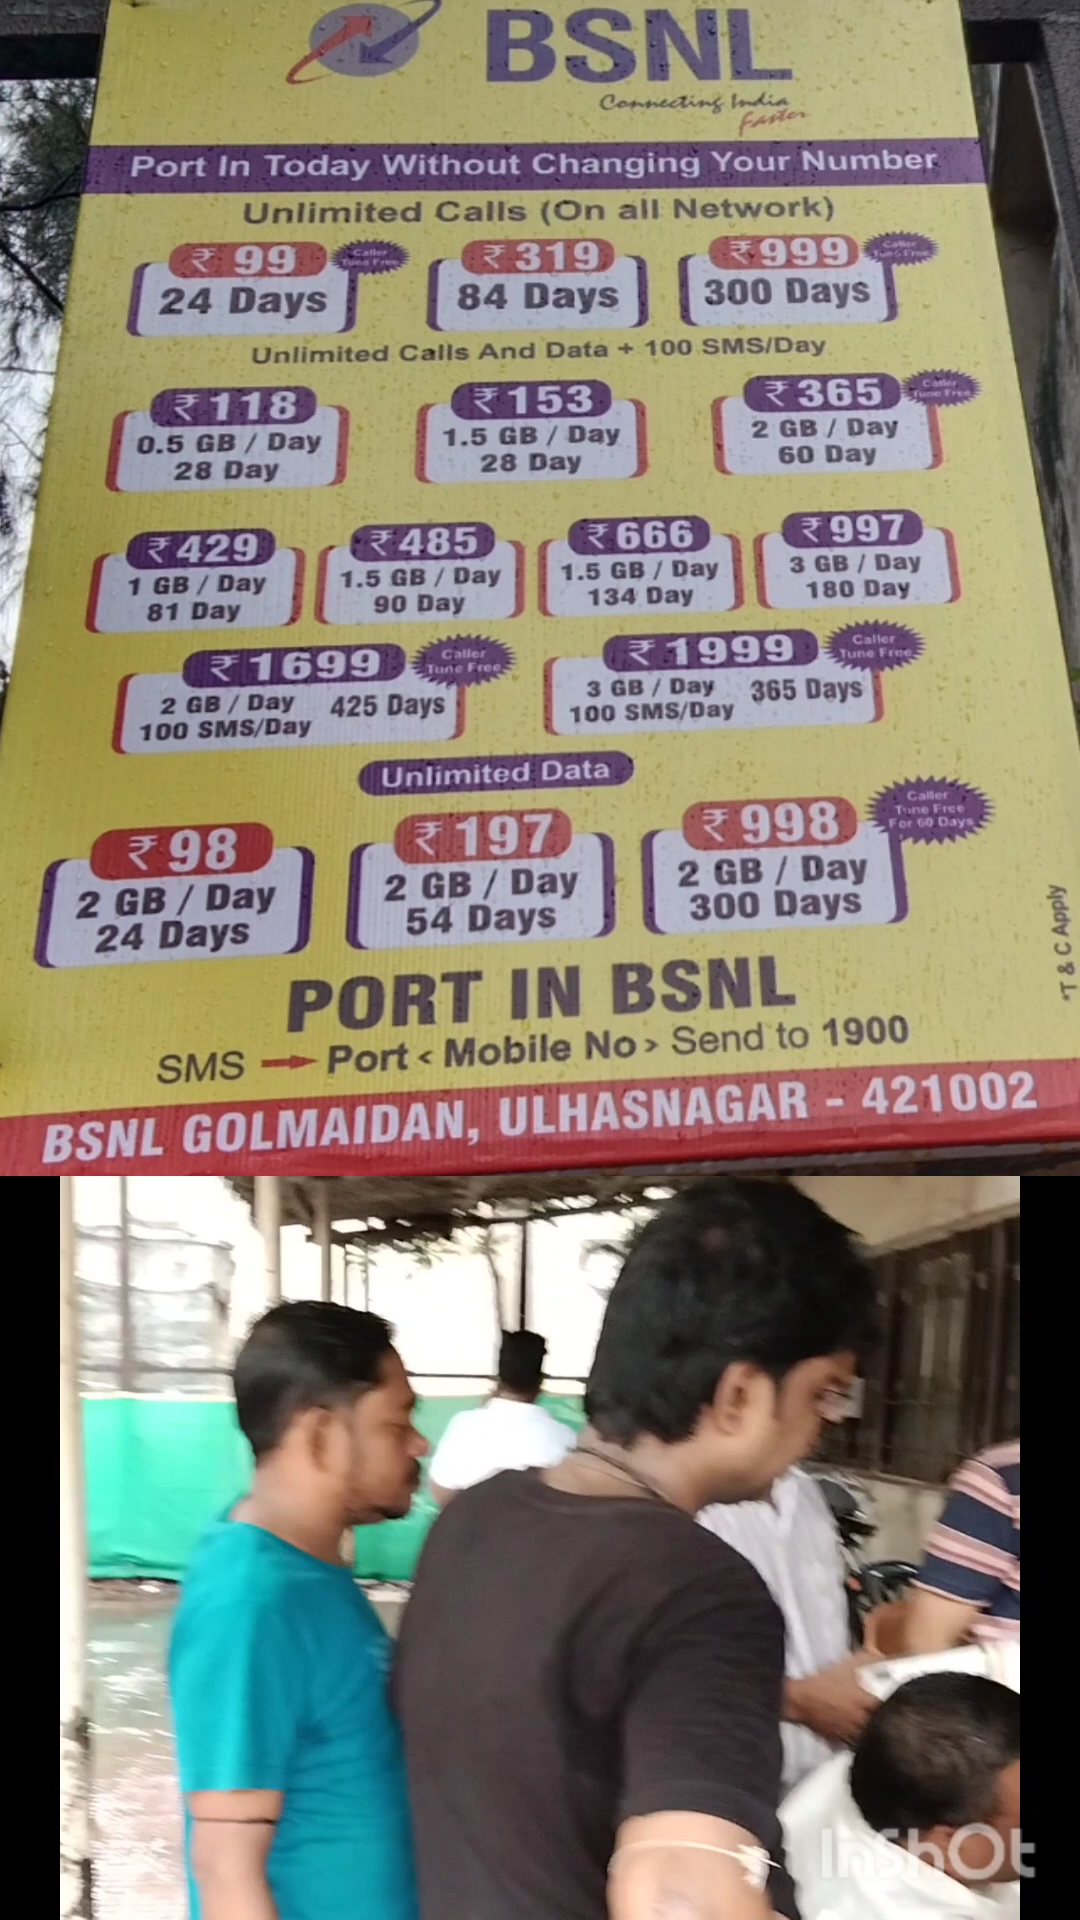 BSNL
Connecting India
Faster
Port In Today Without Changing Your Number
Unlimited Calls (On all Network)
₹ 99 Caller Tune Free ₹ 319 ₹ 999 Caller Tune Free
24 Days 84 Days 300 Days
Unlimited Calls And Data + 100 SMS/Day
₹ 118 ₹ 153 ₹ 365 Caller Tune Free
0.5 GB / Day 1.5 GB / Day 2 GB / Day
28 Day 28 Day 60 Day
₹ 429 ₹ 485 ₹ 666 ₹ 997
1 GB / Day 1.5 GB / Day 1.5 GB / Day 3 GB / Day
81 Day 90 Day 134 Day 180 Day
₹ 1699 Caller Tune Free ₹ 1999 Caller Tune Free
2 GB / Day 425 Days 3 GB / Day 365 Days
100 SMS/Day 100 SMS/Day
Unlimited Data
₹ 98 ₹ 197 ₹ 998 Caller Tune Free For 60 Days
2 GB / Day 2 GB / Day 2 GB / Day
24 Days 54 Days 300 Days
*T & C Apply
PORT IN BSNL
SMS → Port < Mobile No > Send to 1900
BSNL GOLMAIDAN, ULHASNAGAR - 421002
InShOt